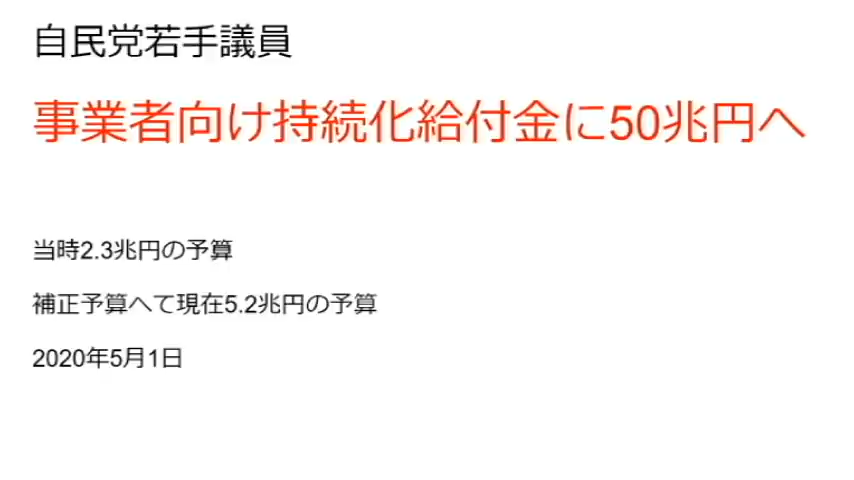 自民党若手議員
事業者向け持続化給付金に50兆円へ
当時2.3兆円の予算
補正予算へて現在5.2兆円の予算
2020年5月1日